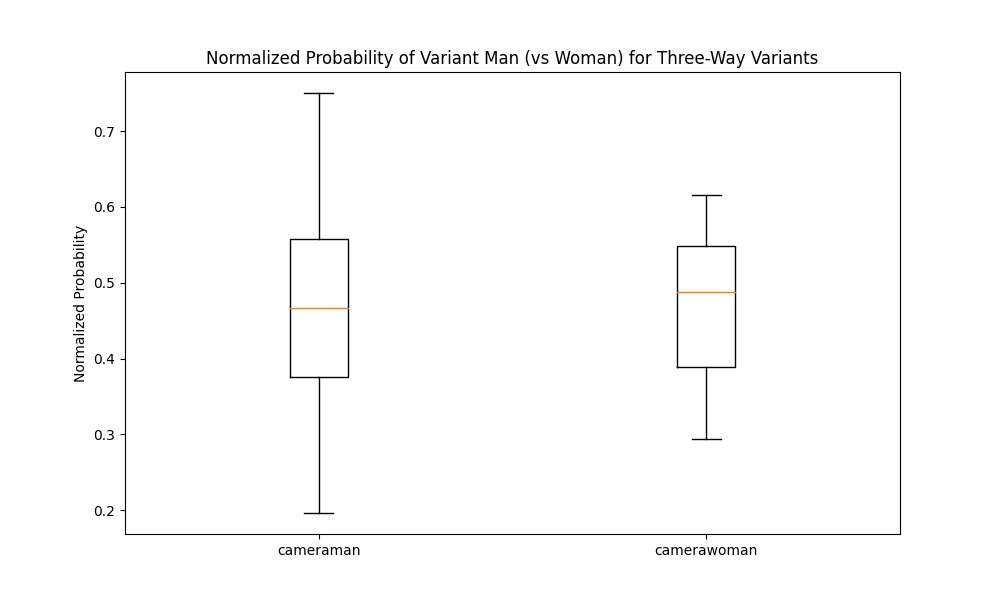 Normalized Probability of Variant Man (vs Woman) for Three-Way Variants
Normalized Probability
0.7
0.6
0.5
0.4
0.3
0.2
cameraman
camerawoman